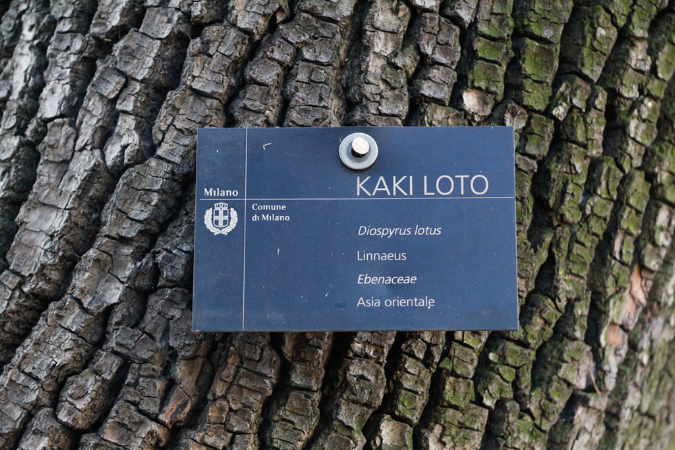 KAKI LOTO
Milano
Comune
di Milano
Diospyrus lotus
Linnaeus
Ebenaceae
Asia orientale